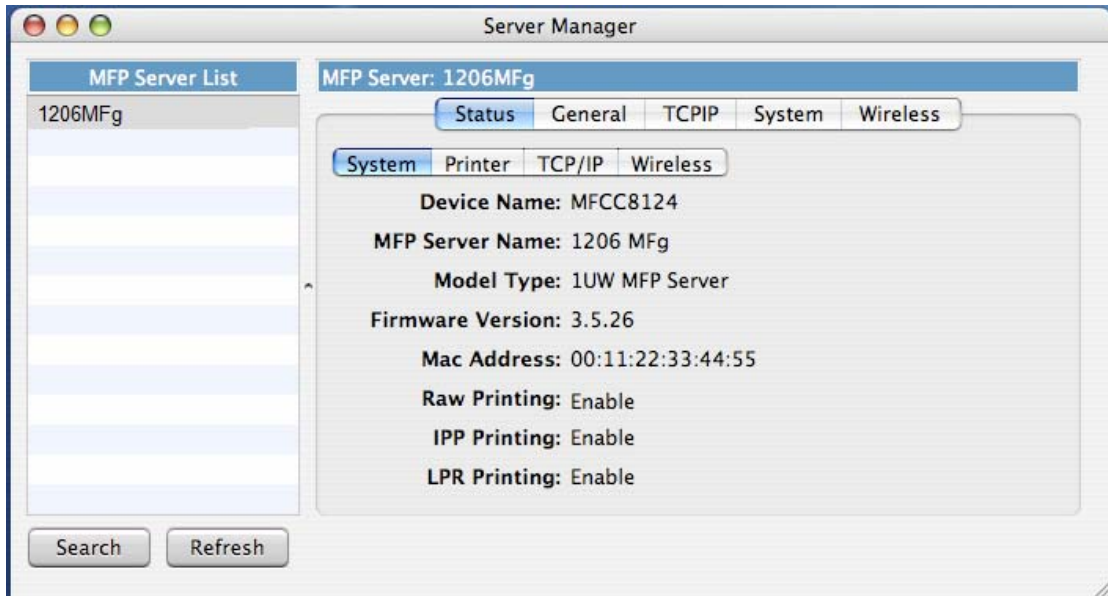 Server Manager
MFP Server List
1206MFg
Search
Refresh
MFP Server: 1206MFg
Status General TCPIP System Wireless
System Printer TCP/IP Wireless
Device Name: MFCC8124
MFP Server Name: 1206 MFg
Model Type: 1UW MFP Server
Firmware Version: 3.5.26
Mac Address: 00:11:22:33:44:55
Raw Printing: Enable
IPP Printing: Enable
LPR Printing: Enable